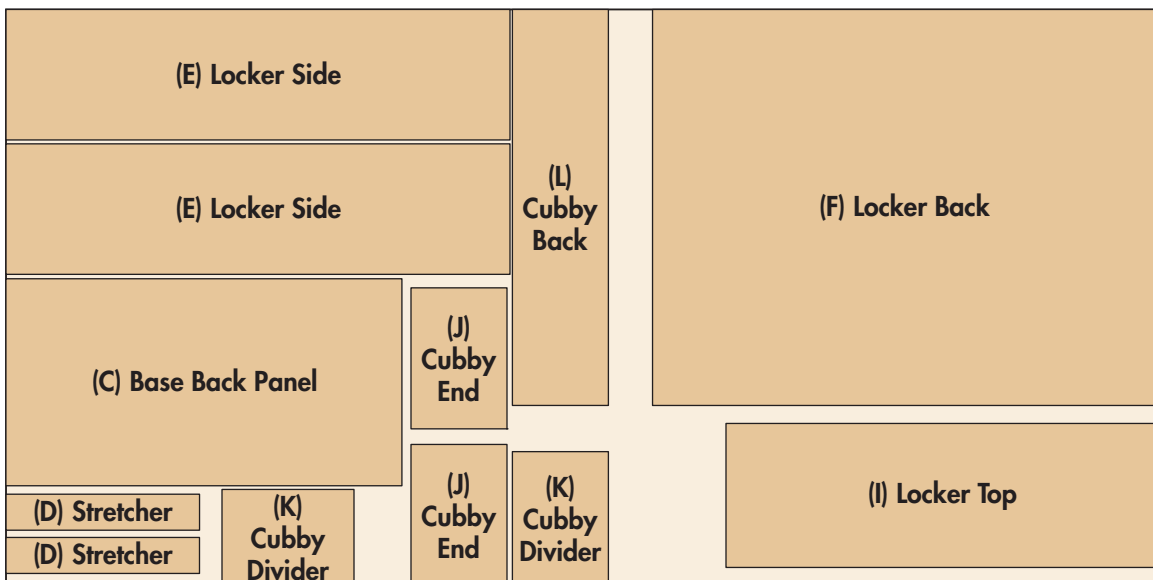 (E) Locker Side
(E) Locker Side
(L)
Cubby
Back
(F) Locker Back
(C) Base Back Panel
(J)
Cubby
End
(D) Stretcher
(D) Stretcher
(K)
Cubby
Divider
(J)
Cubby
End
(K)
Cubby
Divider
(I) Locker Top